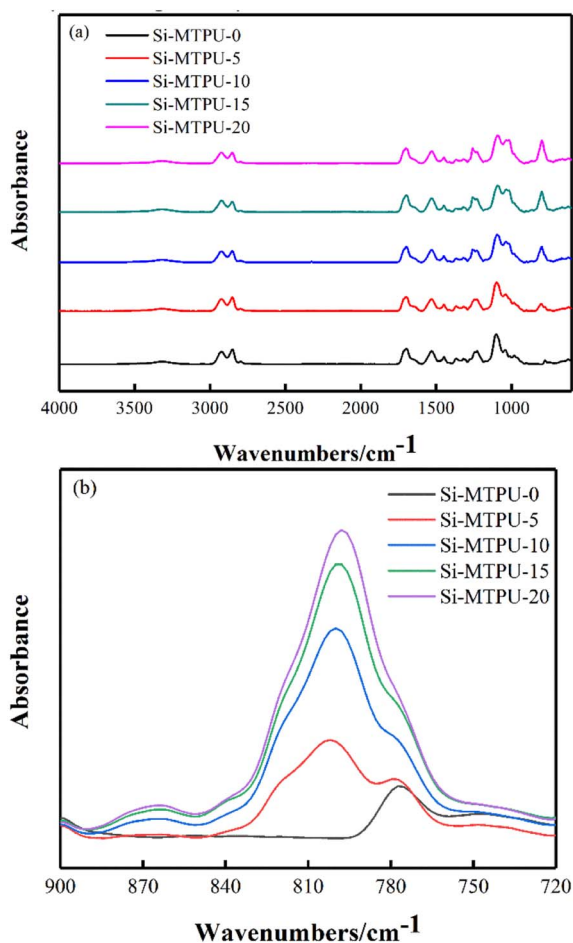 (a)
Si-MTPU-0
Si-MTPU-5
Si-MTPU-10
Si-MTPU-15
Si-MTPU-20
Absorbance
4000 3500 3000 2500 2000 1500 1000
Wavenumbers/cm-1
(b)
Si-MTPU-0
Si-MTPU-5
Si-MTPU-10
Si-MTPU-15
Si-MTPU-20
Absorbance
900 870 840 810 780 750 720
Wavenumbers/cm-1